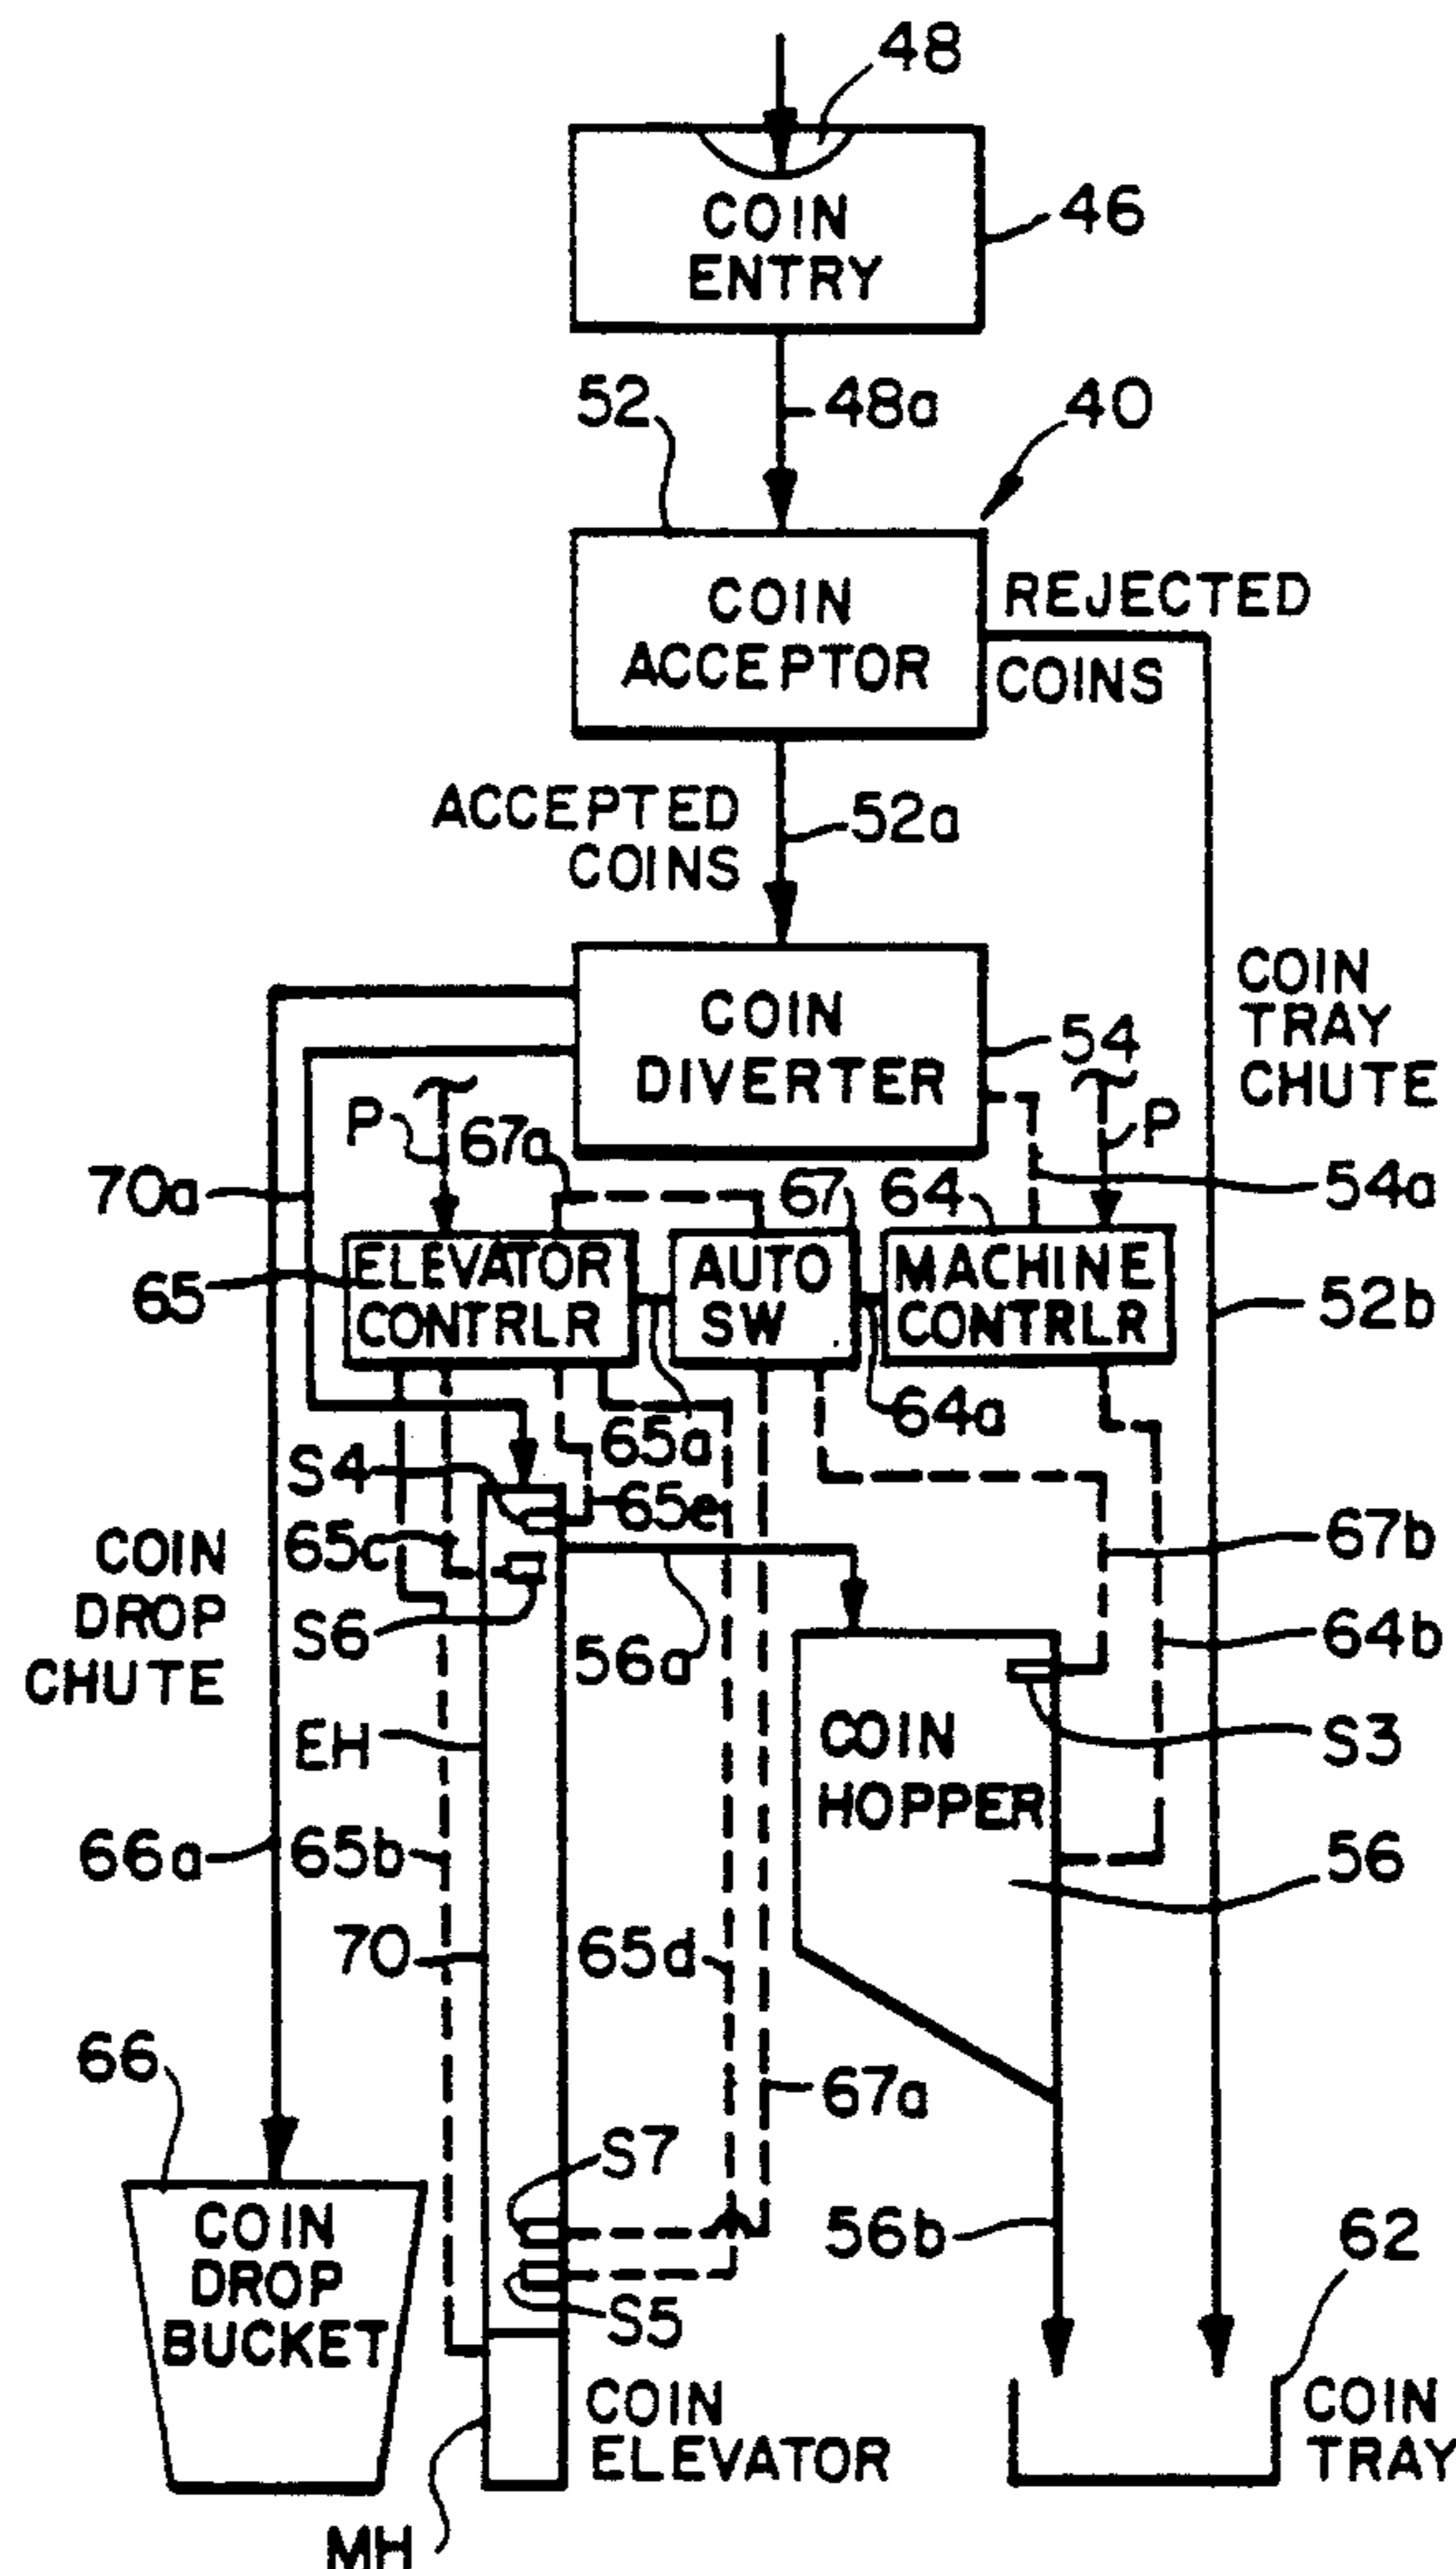 48
COIN
ENTRY
46
48a
52
40
COIN
ACCEPTOR
REJECTED
COINS
ACCEPTED
COINS
52a
COIN
DIVERTER
54
COIN
TRAY
CHUTE
P
67a
P
70a
67
64
54a
65
ELEVATOR
CONTRLR
AUTO
SW
MACHINE
CONTRLR
52b
65a
64a
S4
65e
65c
COIN
DROP
CHUTE
67b
S6
56a
64b
EH
COIN
HOPPER
S3
66a
65b
56
70
65d
66
67a
S7
COIN
DROP
BUCKET
56b
62
S5
COIN
ELEVATOR
COIN
TRAY
MH